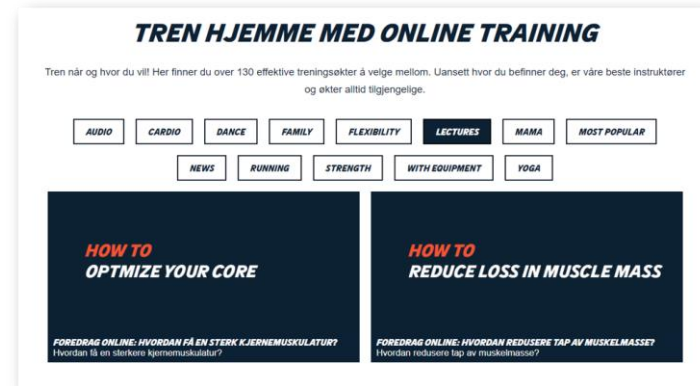 TREN HJEMME MED ONLINE TRAINING
Tren når og hvor du vil! Her finner du over 130 effektive treningsøkter å velge mellom. Uansett hvor du befinner deg, er våre beste instruktører
og økter alltid tilgjengelige.
AUDIO CARDIO DANCE FAMILY FLEXIBILITY LECTURES MAMA MOST POPULAR
NEWS RUNNING STRENGTH WITH EQUIPMENT YOGA
HOW TO
OPTMIZE YOUR CORE
FOREDRAG ONLINE: HVORDAN FÅ EN STERK KJERNEMUSKULATUR?
Hvordan få en sterkere kjernemuskulatur?
HOW TO
REDUCE LOSS IN MUSCLE MASS
FOREDRAG ONLINE: HVORDAN REDUSERE TAP AV MUSKELMASSE?
Hvordan redusere tap av muskelmasse?